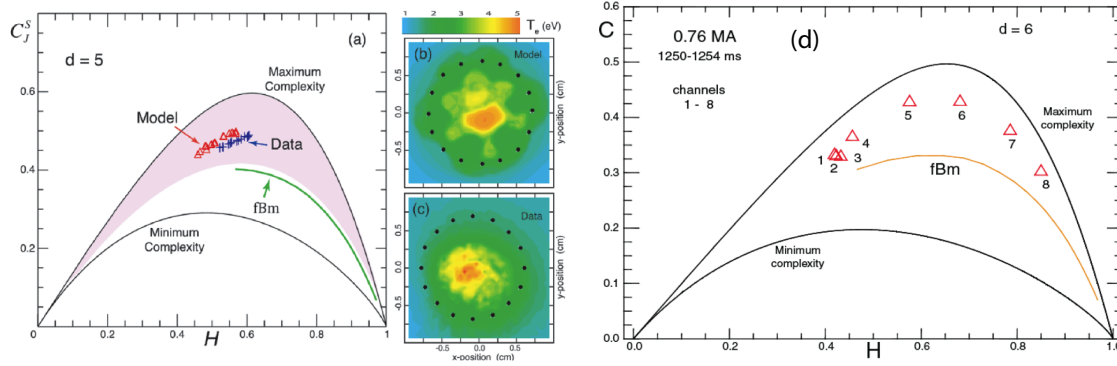 C_J^S
(a)
d = 5
Maximum
Complexity
Model
Data
fBm
Minimum
Complexity
0.8
0.6
0.4
0.2
0
0.2
0.4
0.6
0.8
1
H
1
2
3
4
5
T_e (eV)
(b)
Model
0.5
0.0
-0.5
y-position (cm)
(c)
Data
0.5
0.0
-0.5
y-position (cm)
-0.5
0.0
0.5
x-position (cm)
C
0.6
0.5
0.4
0.3
0.2
0.1
0.0
0.76 MA
1250-1254 ms
(d)
d = 6
channels
1 - 8
Maximum
complexity
1
2
3
4
5
6
7
8
fBm
Minimum
complexity
0.0
0.2
0.4
0.6
0.8
1.0
H